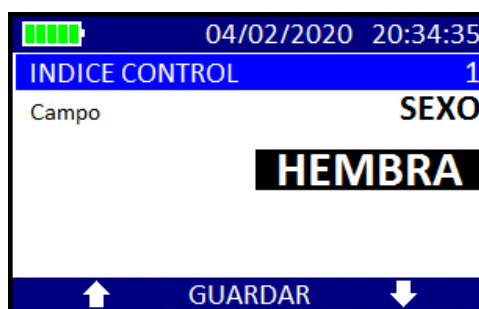 04/02/2020 20:34:35
INDICE CONTROL 1
Campo SEXO
HEMBRA
GUARDAR